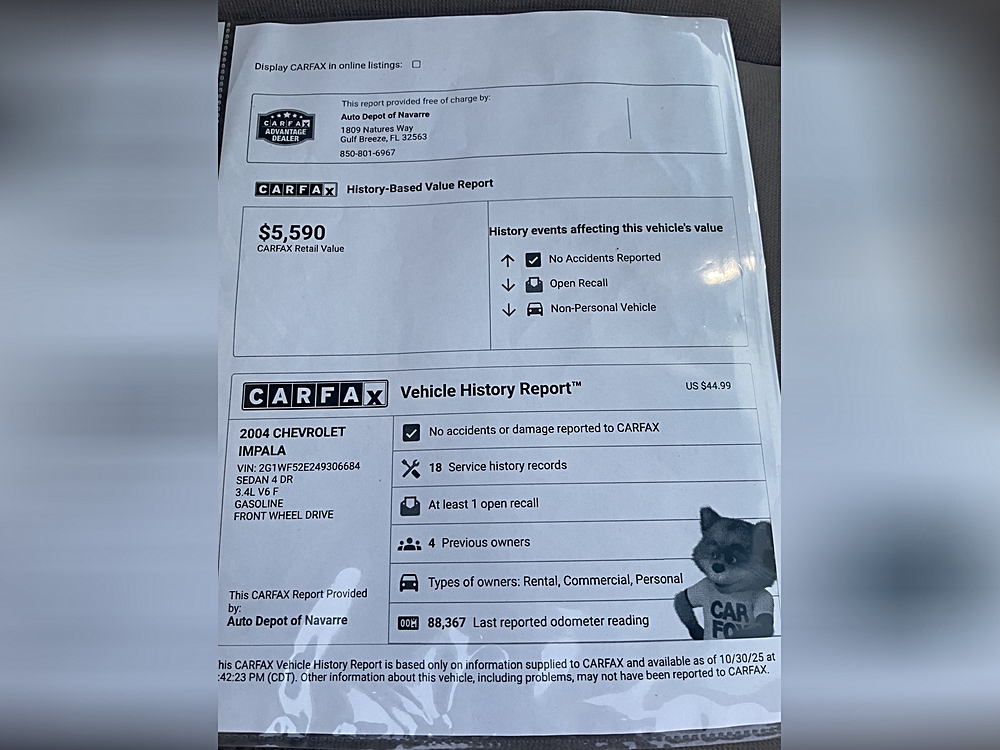 Display CARFAX in online listings:
This report provided free of charge by:
CARFAX
ADVANTAGE
DEALER
Auto Depot of Navarre
1809 Natures Way
Gulf Breeze, FL 32563
850-801-6967
CARFAX History-Based Value Report
$5,590
CARFAX Retail Value
History events affecting this vehicle's value
No Accidents Reported
Open Recall
Non-Personal Vehicle
CARFAX Vehicle History Report™ US $44.99
2004 CHEVROLET
IMPALA
VIN: 2G1WF52E249306684
SEDAN 4 DR
3.4L V6 F
GASOLINE
FRONT WHEEL DRIVE
This CARFAX Report Provided
by:
Auto Depot of Navarre
No accidents or damage reported to CARFAX
18 Service history records
At least 1 open recall
4 Previous owners
Types of owners: Rental, Commercial, Personal
88,367 Last reported odometer reading
CAR
FOX
his CARFAX Vehicle History Report is based only on information supplied to CARFAX and available as of 10/30/25 at
:42:23 PM (CDT). Other information about this vehicle, including problems, may not have been reported to CARFAX.